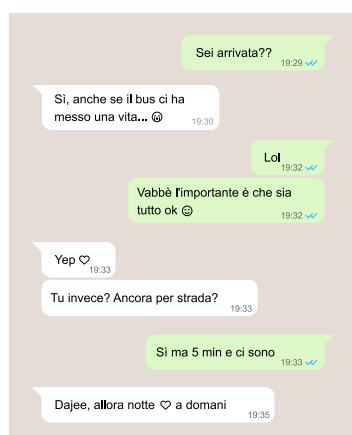 Sei arrivata??
19:29
Sì, anche se il bus ci ha
messo una vita... 😱
19:30
Lol
19:32
Vabbè l'importante è che sia
tutto ok 😊
19:32
Yep ♡
19:33
Tu invece? Ancora per strada?
19:33
Sì ma 5 min e ci sono
19:33
Dajee, allora notte ♡ a domani
19:35